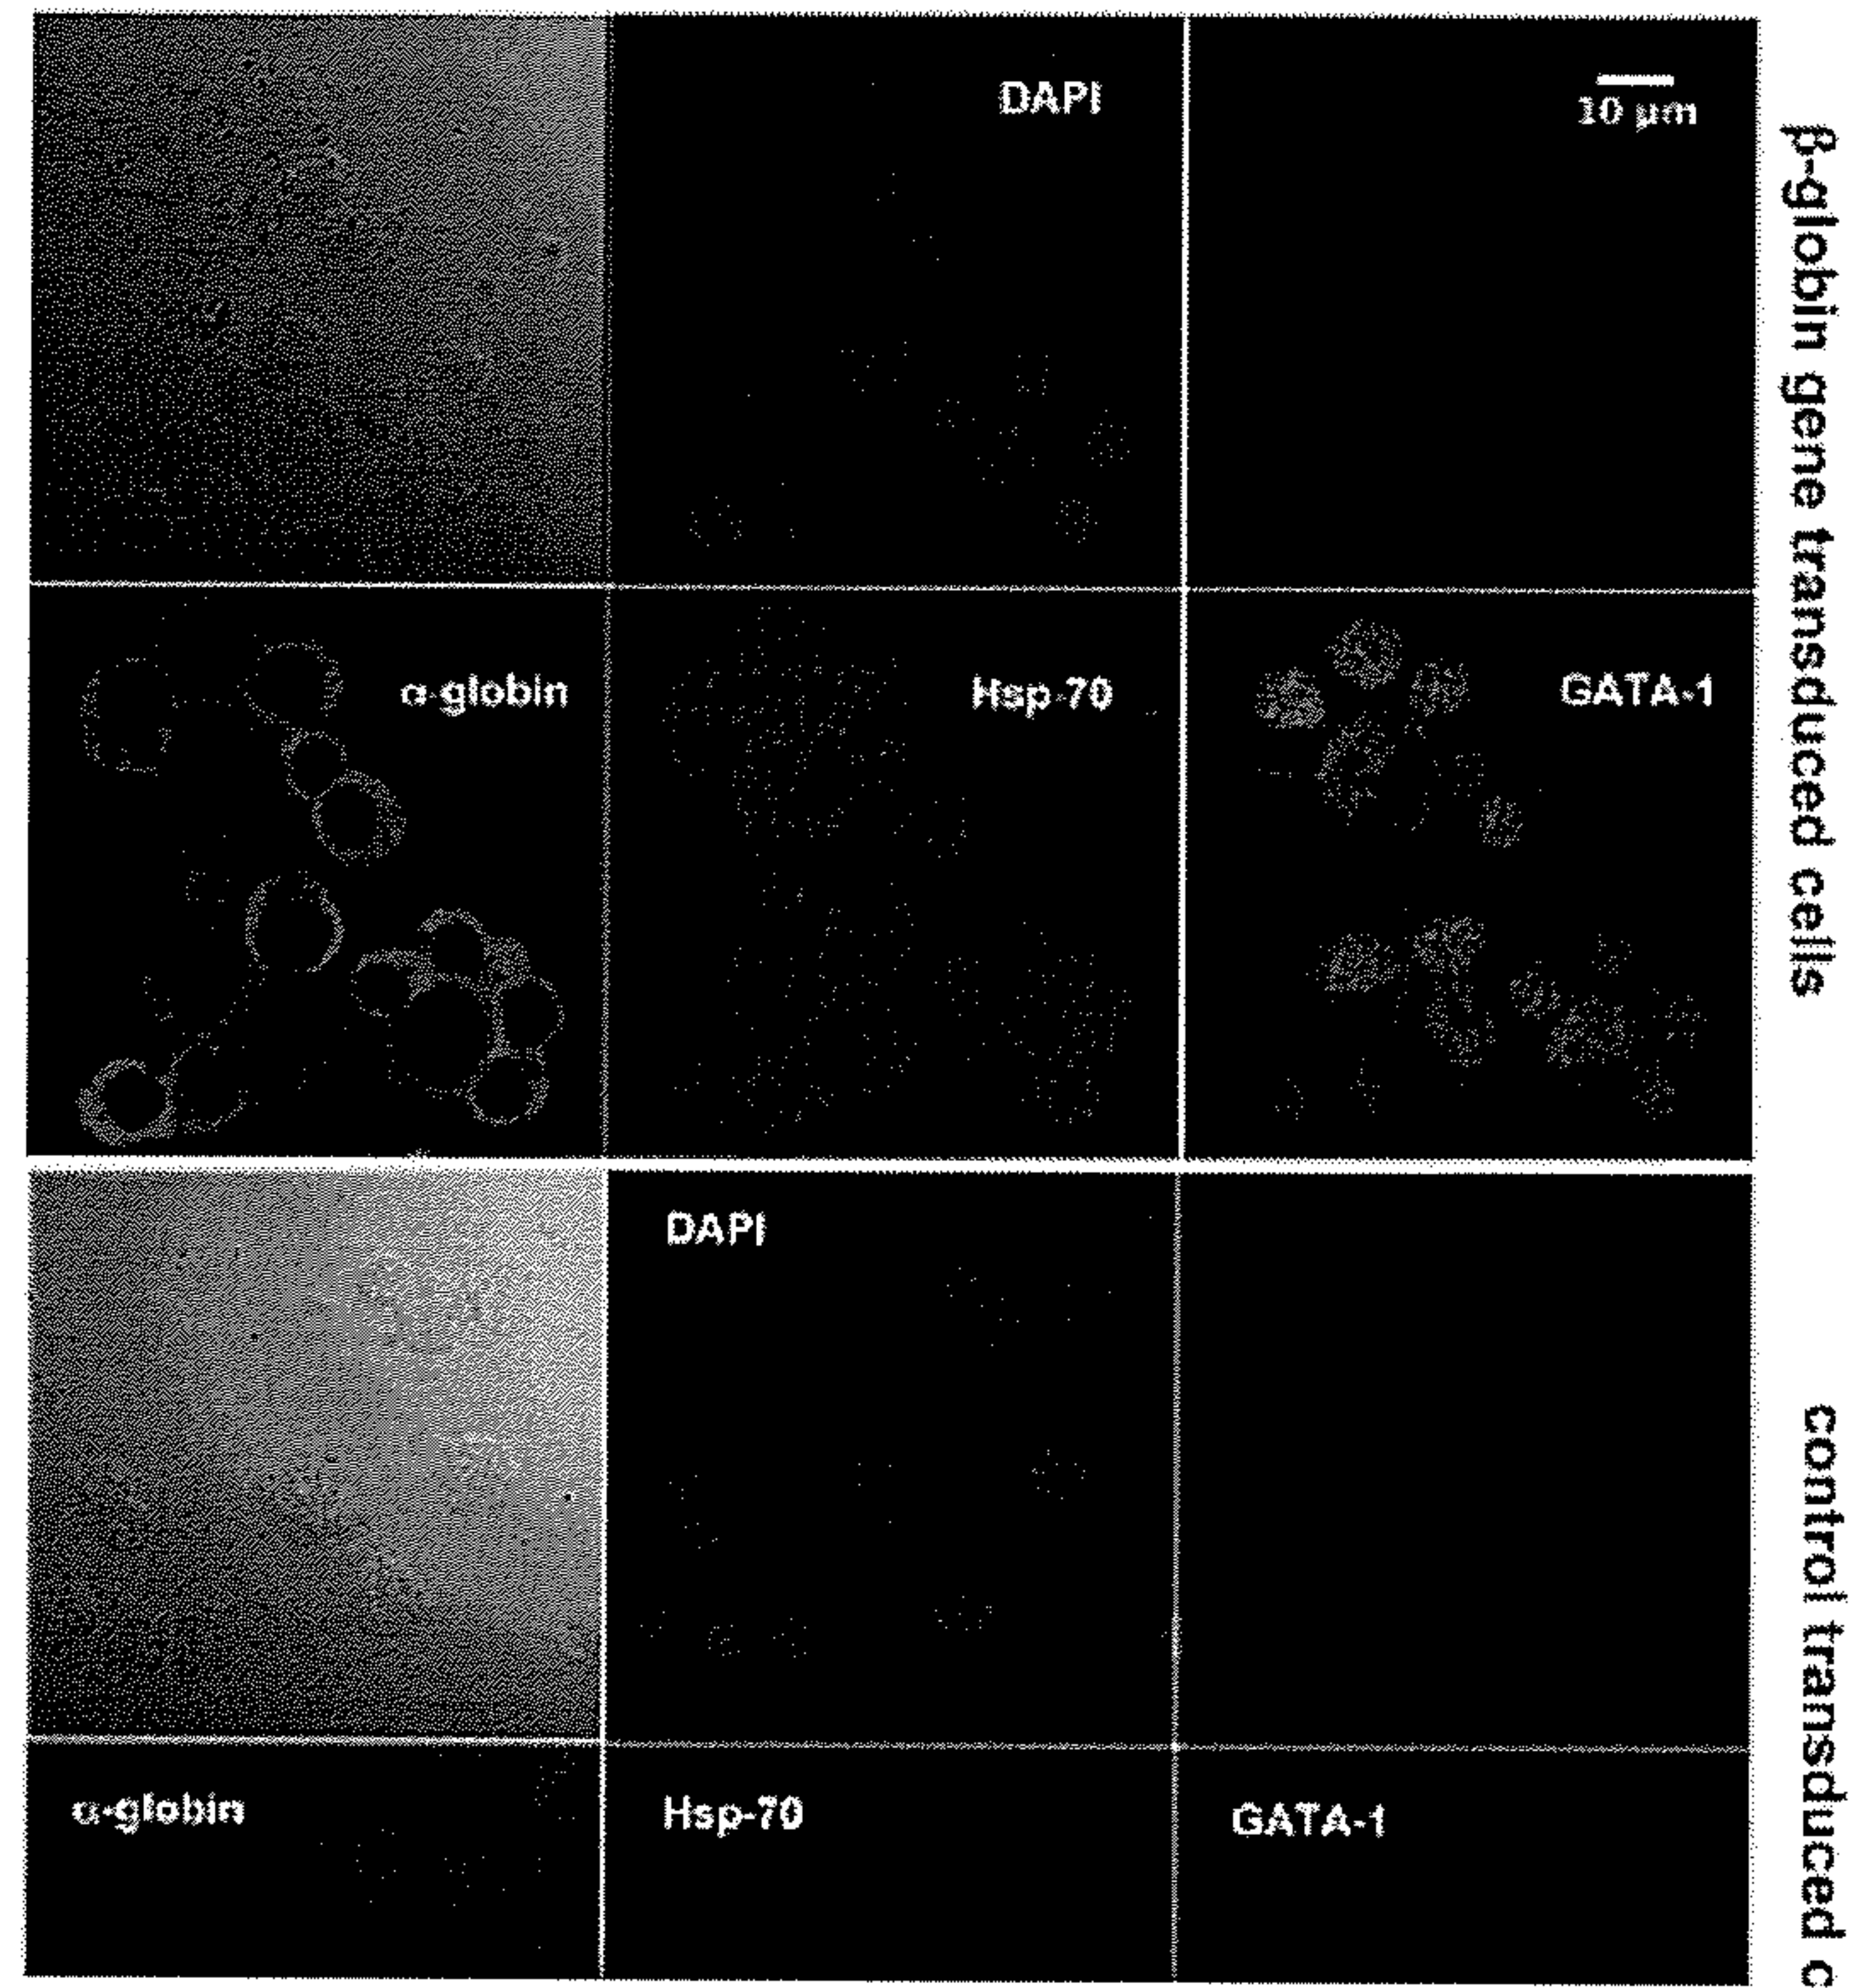 DAPI
10 µm
β-globin gene transduced cells
α-globin
Hsp-70
GATA-1
DAPI
control transduced c
α-globin
Hsp-70
GATA-1